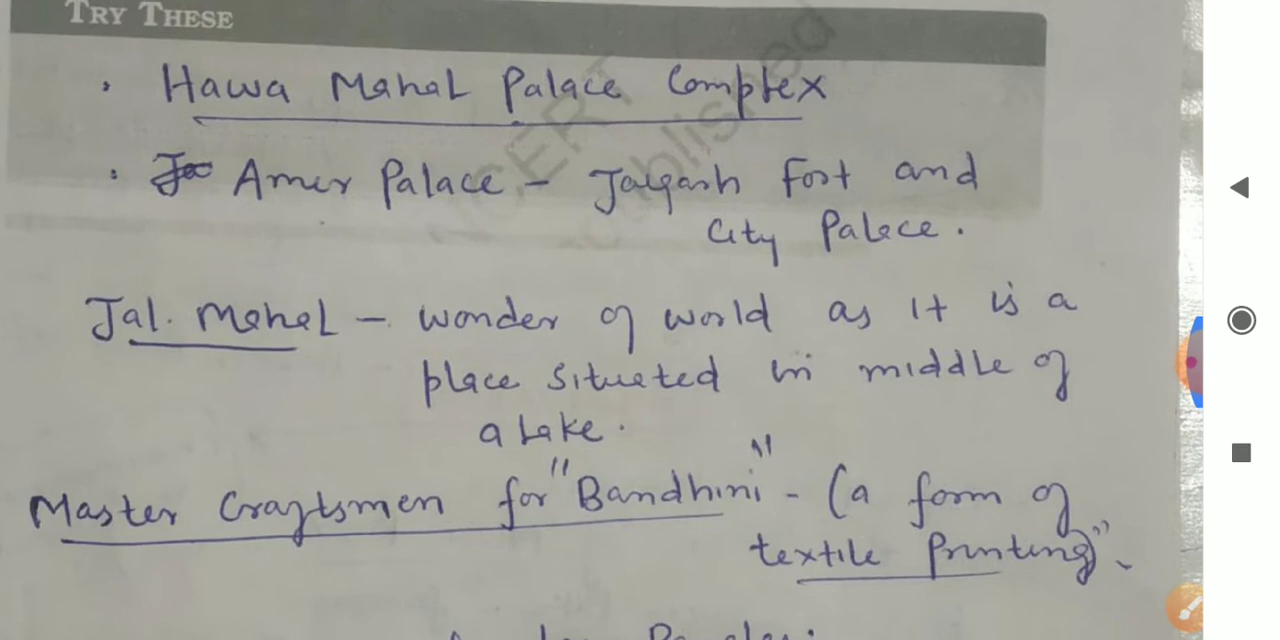 TRY THESE
• Hawa Mahal Palace Complex
• Amer Palace - Jaigarh Fort and
City Palace.
Jal. Mahal - wonder of world as it is a
place situated in middle of
a lake.
Master Craftsmen for "Bandhini" - (a form of
textile Printing".